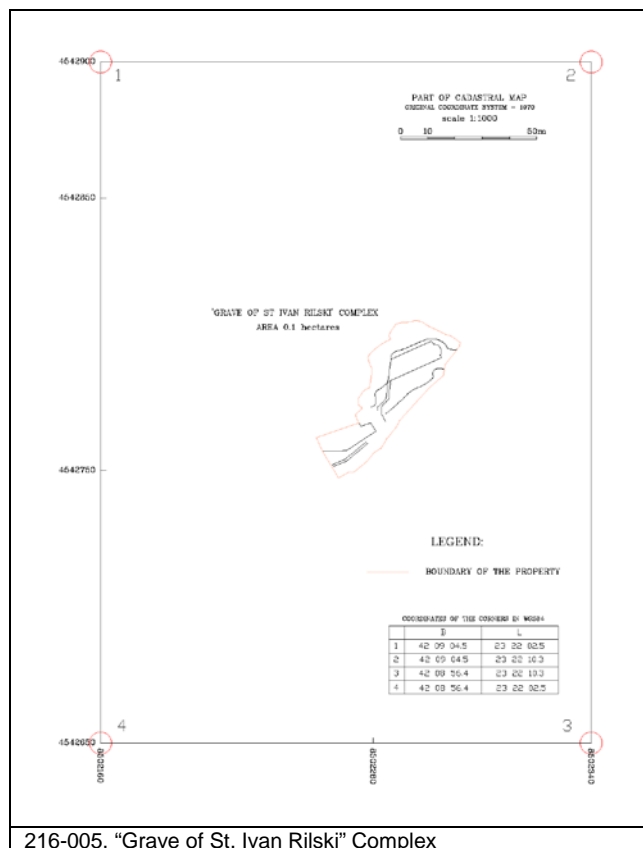 4542900
1
2
PART OF CADASTRAL MAP
scale 1:1000
0 10 50m
4542850
'GRAVE OF ST IVAN RILSKI' COMPLEX
AREA 0.1 hectares
4542750
LEGEND:
BOUNDARY OF THE PROPERTY
COORDINATES OF THE CORNERS IN WGS84
B L
1 42 09 04.5 23 22 02.5
2 42 09 04.5 23 22 10.3
3 42 08 56.4 23 22 10.3
4 42 08 56.4 23 22 02.5
4
3
4542650
216-005. “Grave of St. Ivan Rilski” Complex